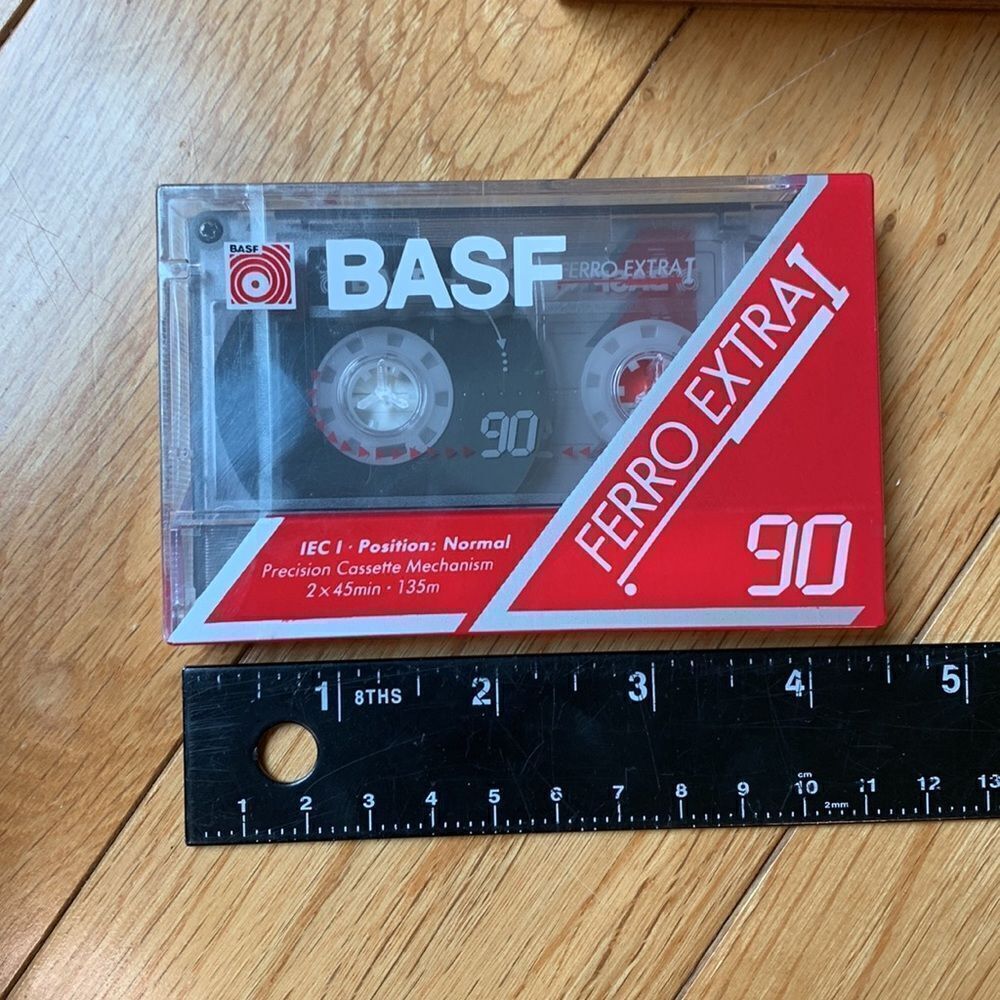 BASF
BASF
FERRO EXTRA I
FERRO EXTRA I
90
IEC I · Position: Normal
Precision Cassette Mechanism
2 x 45min · 135m
90
1 8THS 2 3 4 5
cm
1 2 3 4 5 6 7 8 9 10 11 12 13
2mm